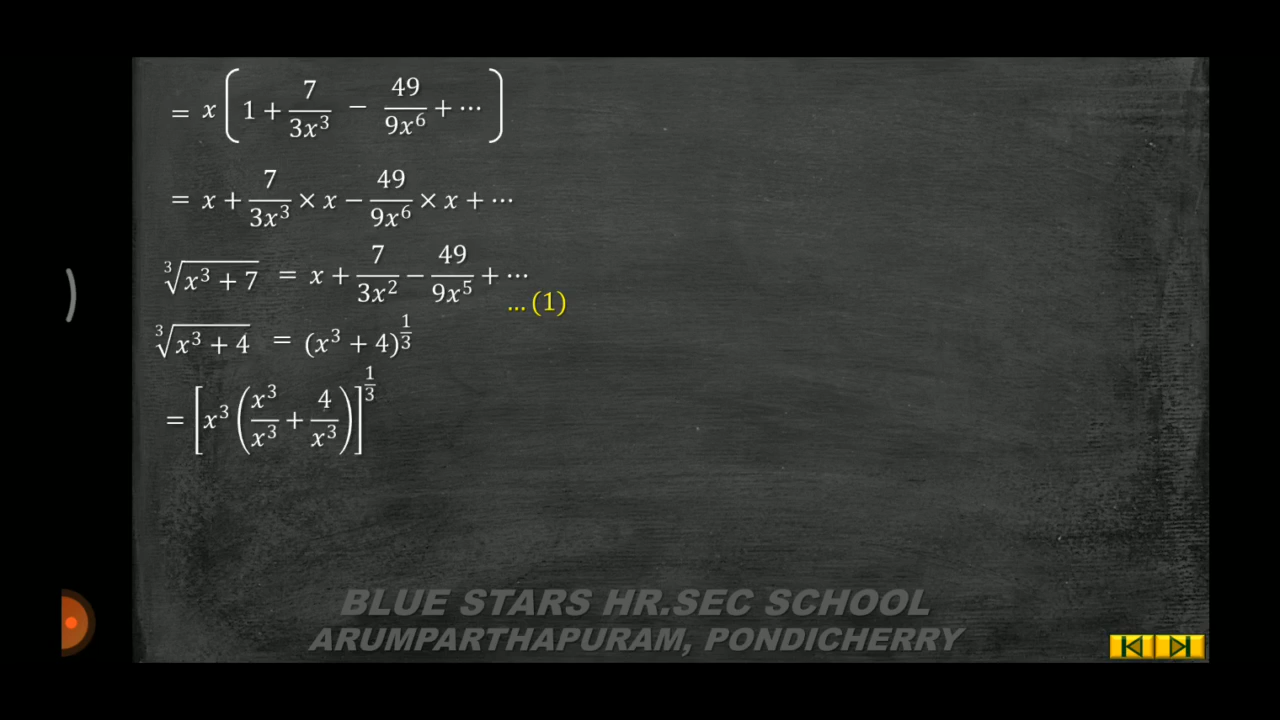 = x ( 1 + 7/3x³ − 49/9x⁶ + ⋯ )
= x + 7/3x³ × x − 49/9x⁶ × x + ⋯
∛(x³ + 7) = x + 7/3x² − 49/9x⁵ + ⋯
... (1)
∛(x³ + 4) = (x³ + 4)^(1/3)
= [x³ (x³/x³ + 4/x³)]^(1/3)
BLUE STARS HR.SEC SCHOOL
ARUMPARTHAPURAM, PONDICHERRY